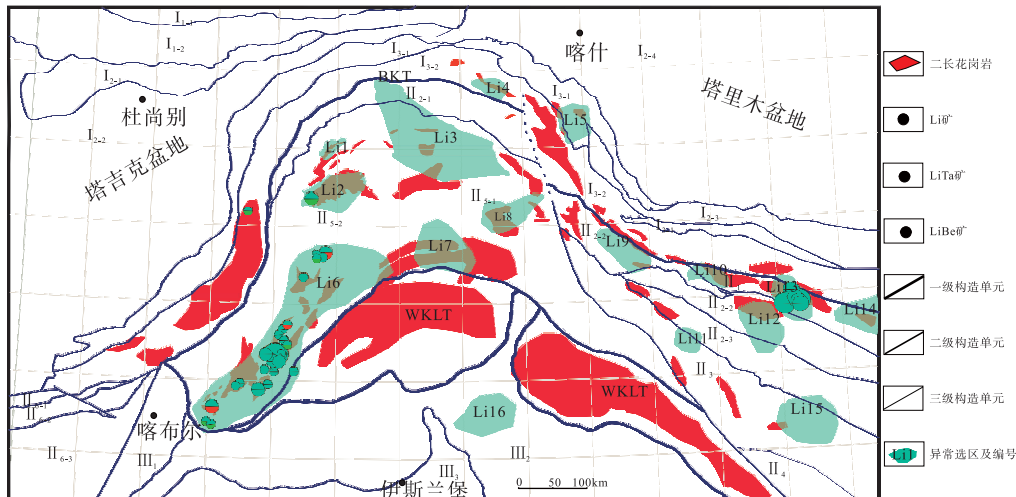 I₁₋₁
I₁₋₂
I₂₋₁
杜尚别
I₂₋₂
塔吉克盆地
BKT
Ⅱ₂₋₁
I₃₋₁
I₃₋₂
Li4
喀什
I₂₋₄
I₃₋₁
Li5
塔里木盆地
Li3
Li1
Li2
Ⅱ₅₋₂
Ⅱ₅₋₁
Li8
I₃₋₂
I₂₋₃
Ⅱ₂₋₂
Li9
Li7
Li6
WKLT
Li10
Ⅱ
Li13
Ⅱ₂₋₂
Li12
Li14
Li11
Ⅱ₂₋₃
Ⅱ₃
WKLT
Li15
Li16
喀布尔
Ⅱ₆₋₃
Ⅲ₁
Ⅲ₃
Ⅲ₂
Ⅱ₄
伊斯兰堡
0 50 100km
二长花岗岩
Li矿
LiTa矿
LiBe矿
一级构造单元
二级构造单元
三级构造单元
Li1 异常选区及编号